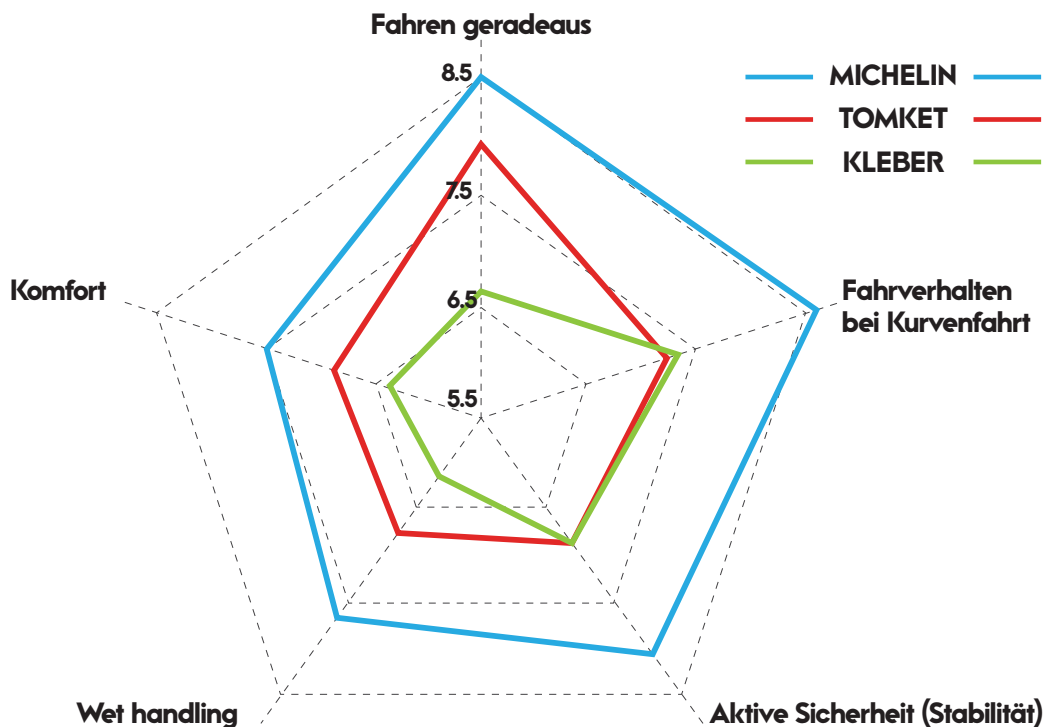 Fahren geradeaus
8.5
7.5
6.5
5.5
MICHELIN
TOMKET
KLEBER
Komfort
Fahrverhalten
bei Kurvenfahrt
Wet handling
Aktive Sicherheit (Stabilität)